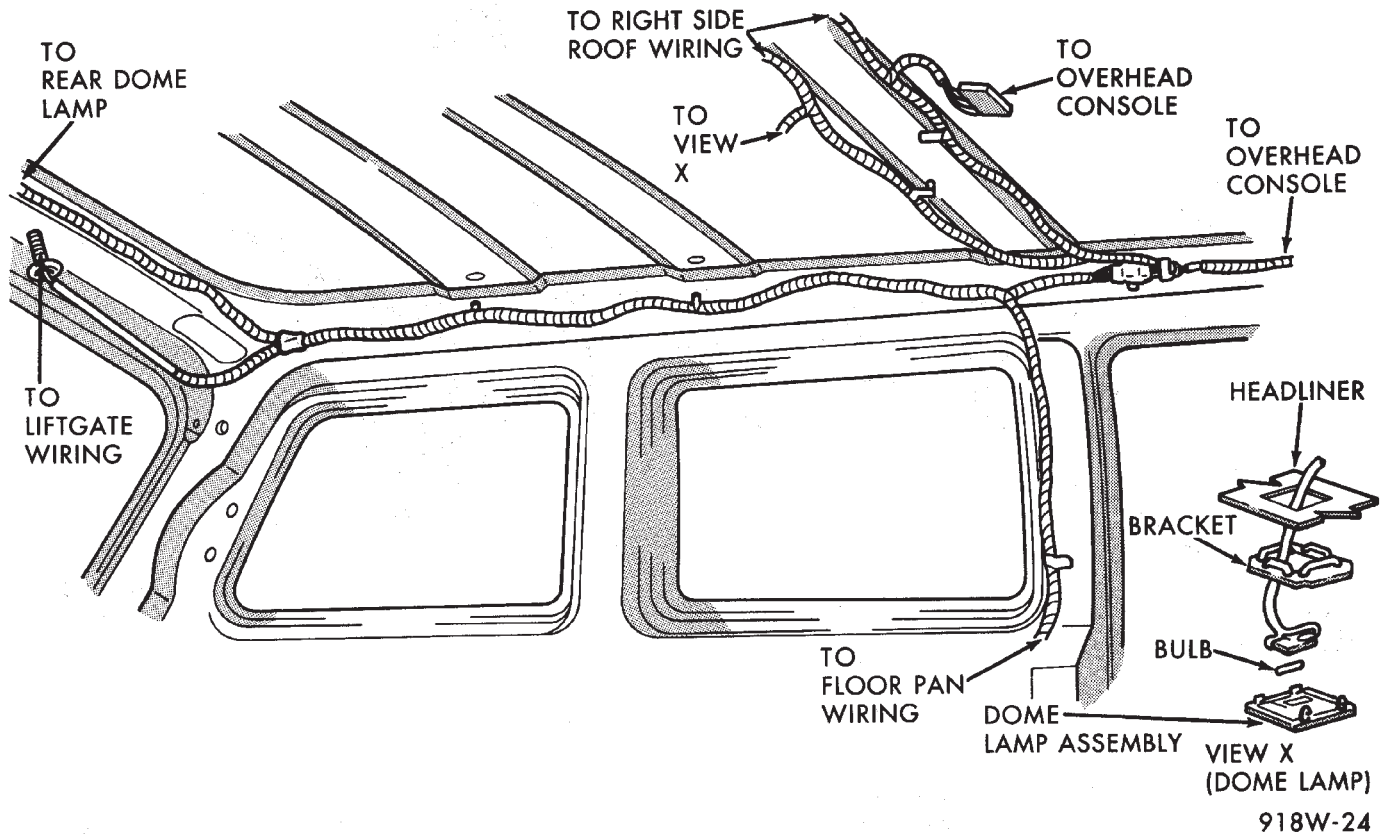 TO RIGHT SIDE
ROOF WIRING
TO
REAR DOME
LAMP
TO
OVERHEAD
CONSOLE
TO
VIEW
X
TO
OVERHEAD
CONSOLE
TO
LIFTGATE
WIRING
HEADLINER
BRACKET
BULB
TO
FLOOR PAN
WIRING
DOME
LAMP ASSEMBLY
VIEW X
(DOME LAMP)
918W-24